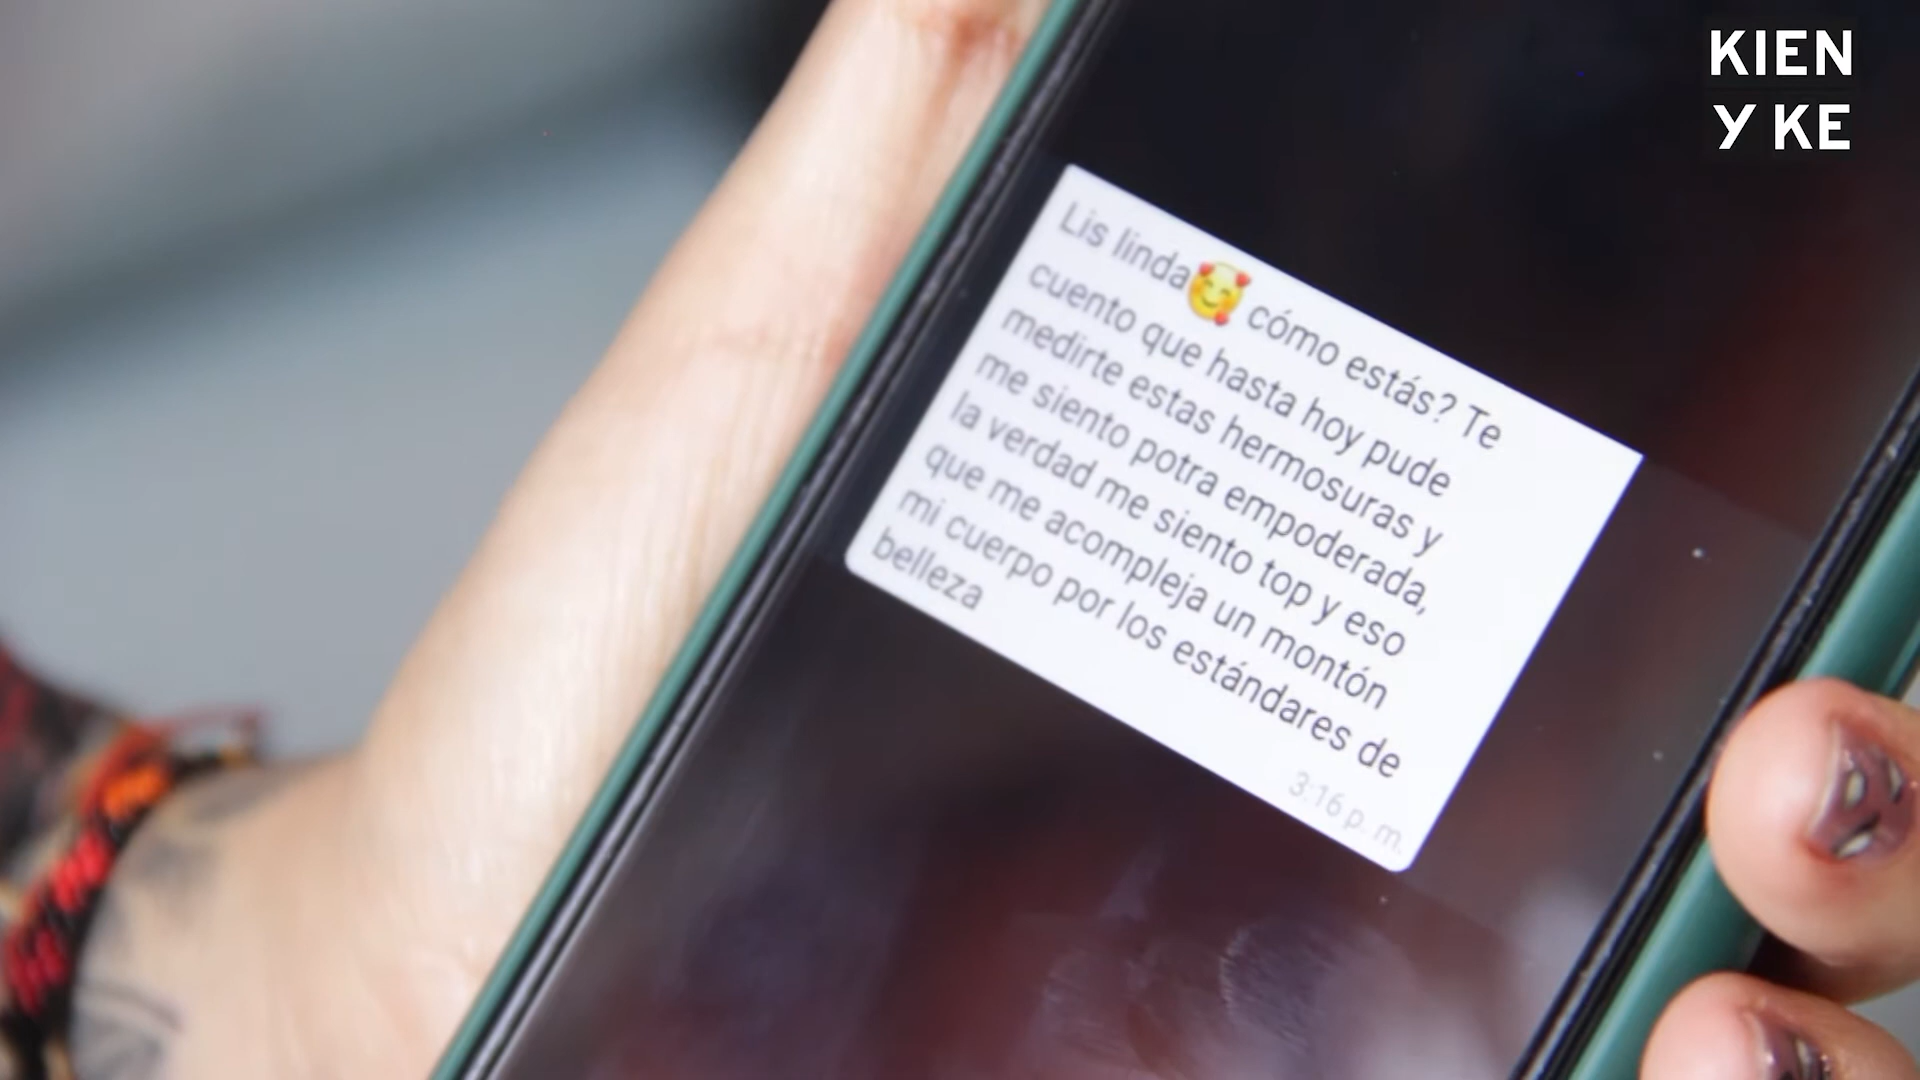 KIEN
Y KE
Lis linda🥰 cómo estás? Te
cuento que hasta hoy pude
medirte estas hermosuras y
me siento potra empoderada,
la verdad me siento top y eso
que me acompleja un montón
mi cuerpo por los estándares de
belleza
3:16 p. m.